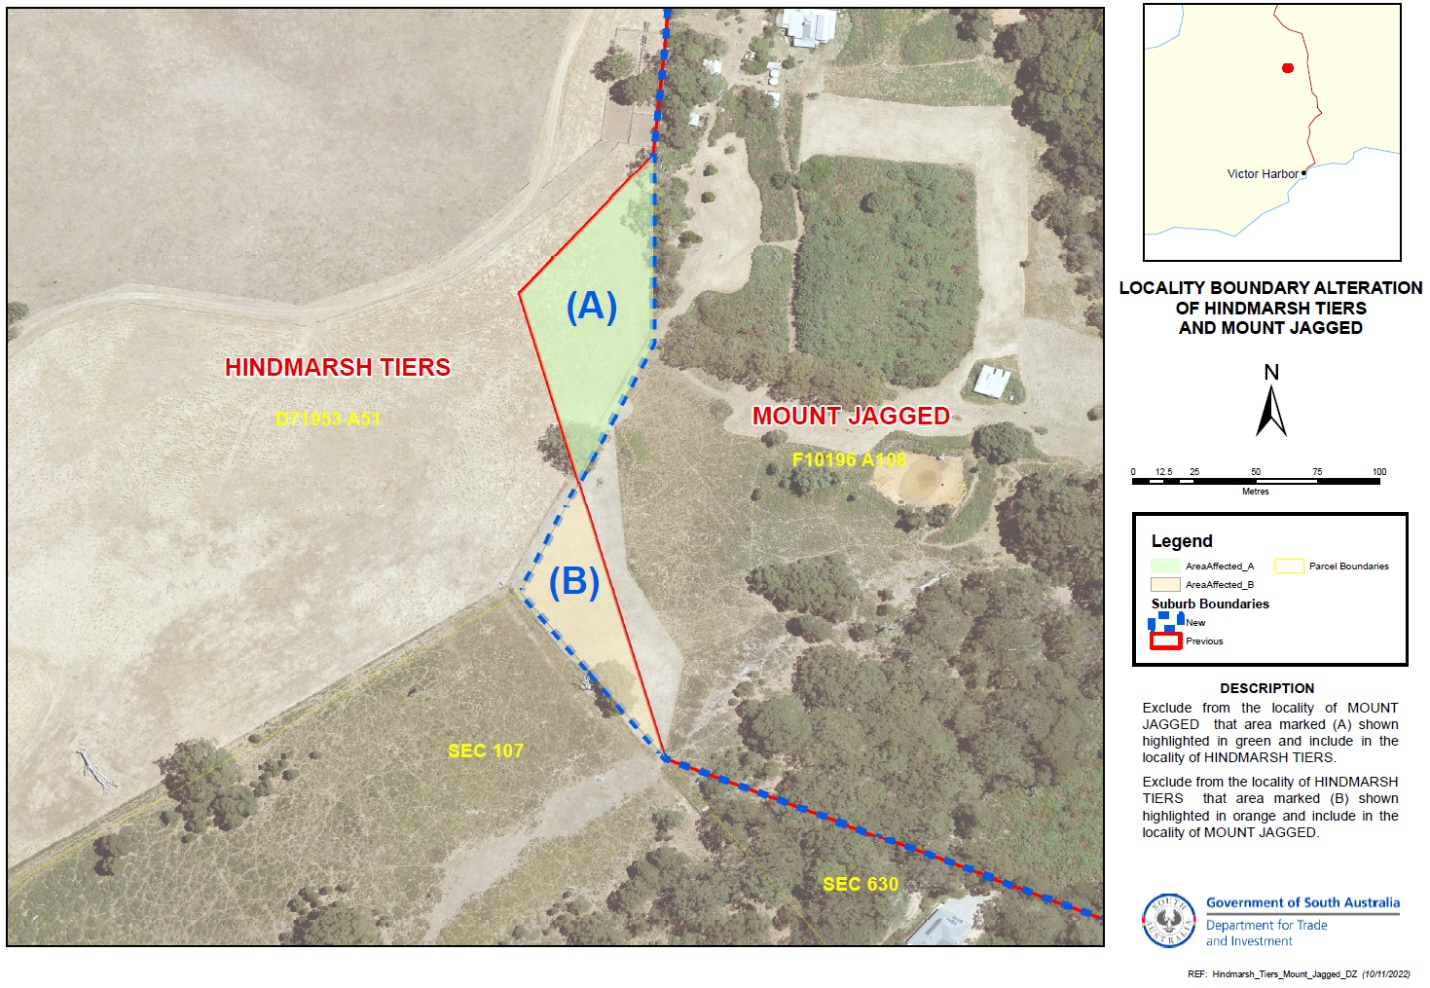 (A)
HINDMARSH TIERS
D71953 A51
MOUNT JAGGED
F10196 A108
(B)
SEC 107
SEC 630
Victor Harbor
LOCALITY BOUNDARY ALTERATION
OF HINDMARSH TIERS
AND MOUNT JAGGED
N
0 12.5 25 50 75 100
Metres
Legend
AreaAffected_A
Parcel Boundaries
AreaAffected_B
Suburb Boundaries
New
Previous
DESCRIPTION
Exclude from the locality of MOUNT
JAGGED that area marked (A) shown
highlighted in green and include in the
locality of HINDMARSH TIERS.
Exclude from the locality of HINDMARSH
TIERS that area marked (B) shown
highlighted in orange and include in the
locality of MOUNT JAGGED.
SOUTH
AUSTRALIA
Government of South Australia
Department for Trade
and Investment
REF: Hindmarsh_Tiers_Mount_Jagged_DZ (10/11/2022)